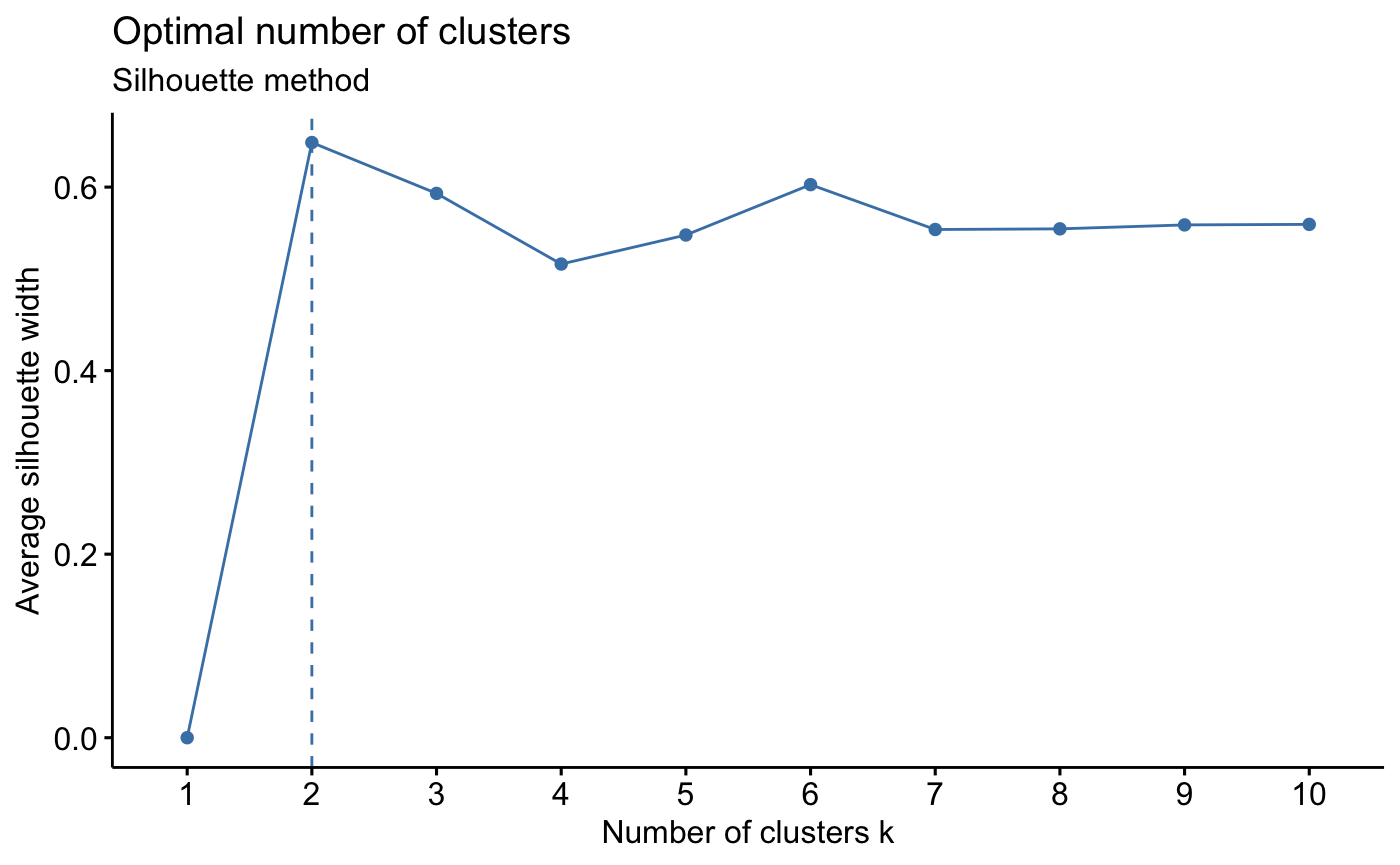 Optimal number of clusters
Silhouette method
Average silhouette width
0.6
0.4
0.2
0.0
1 2 3 4 5 6 7 8 9 10
Number of clusters k